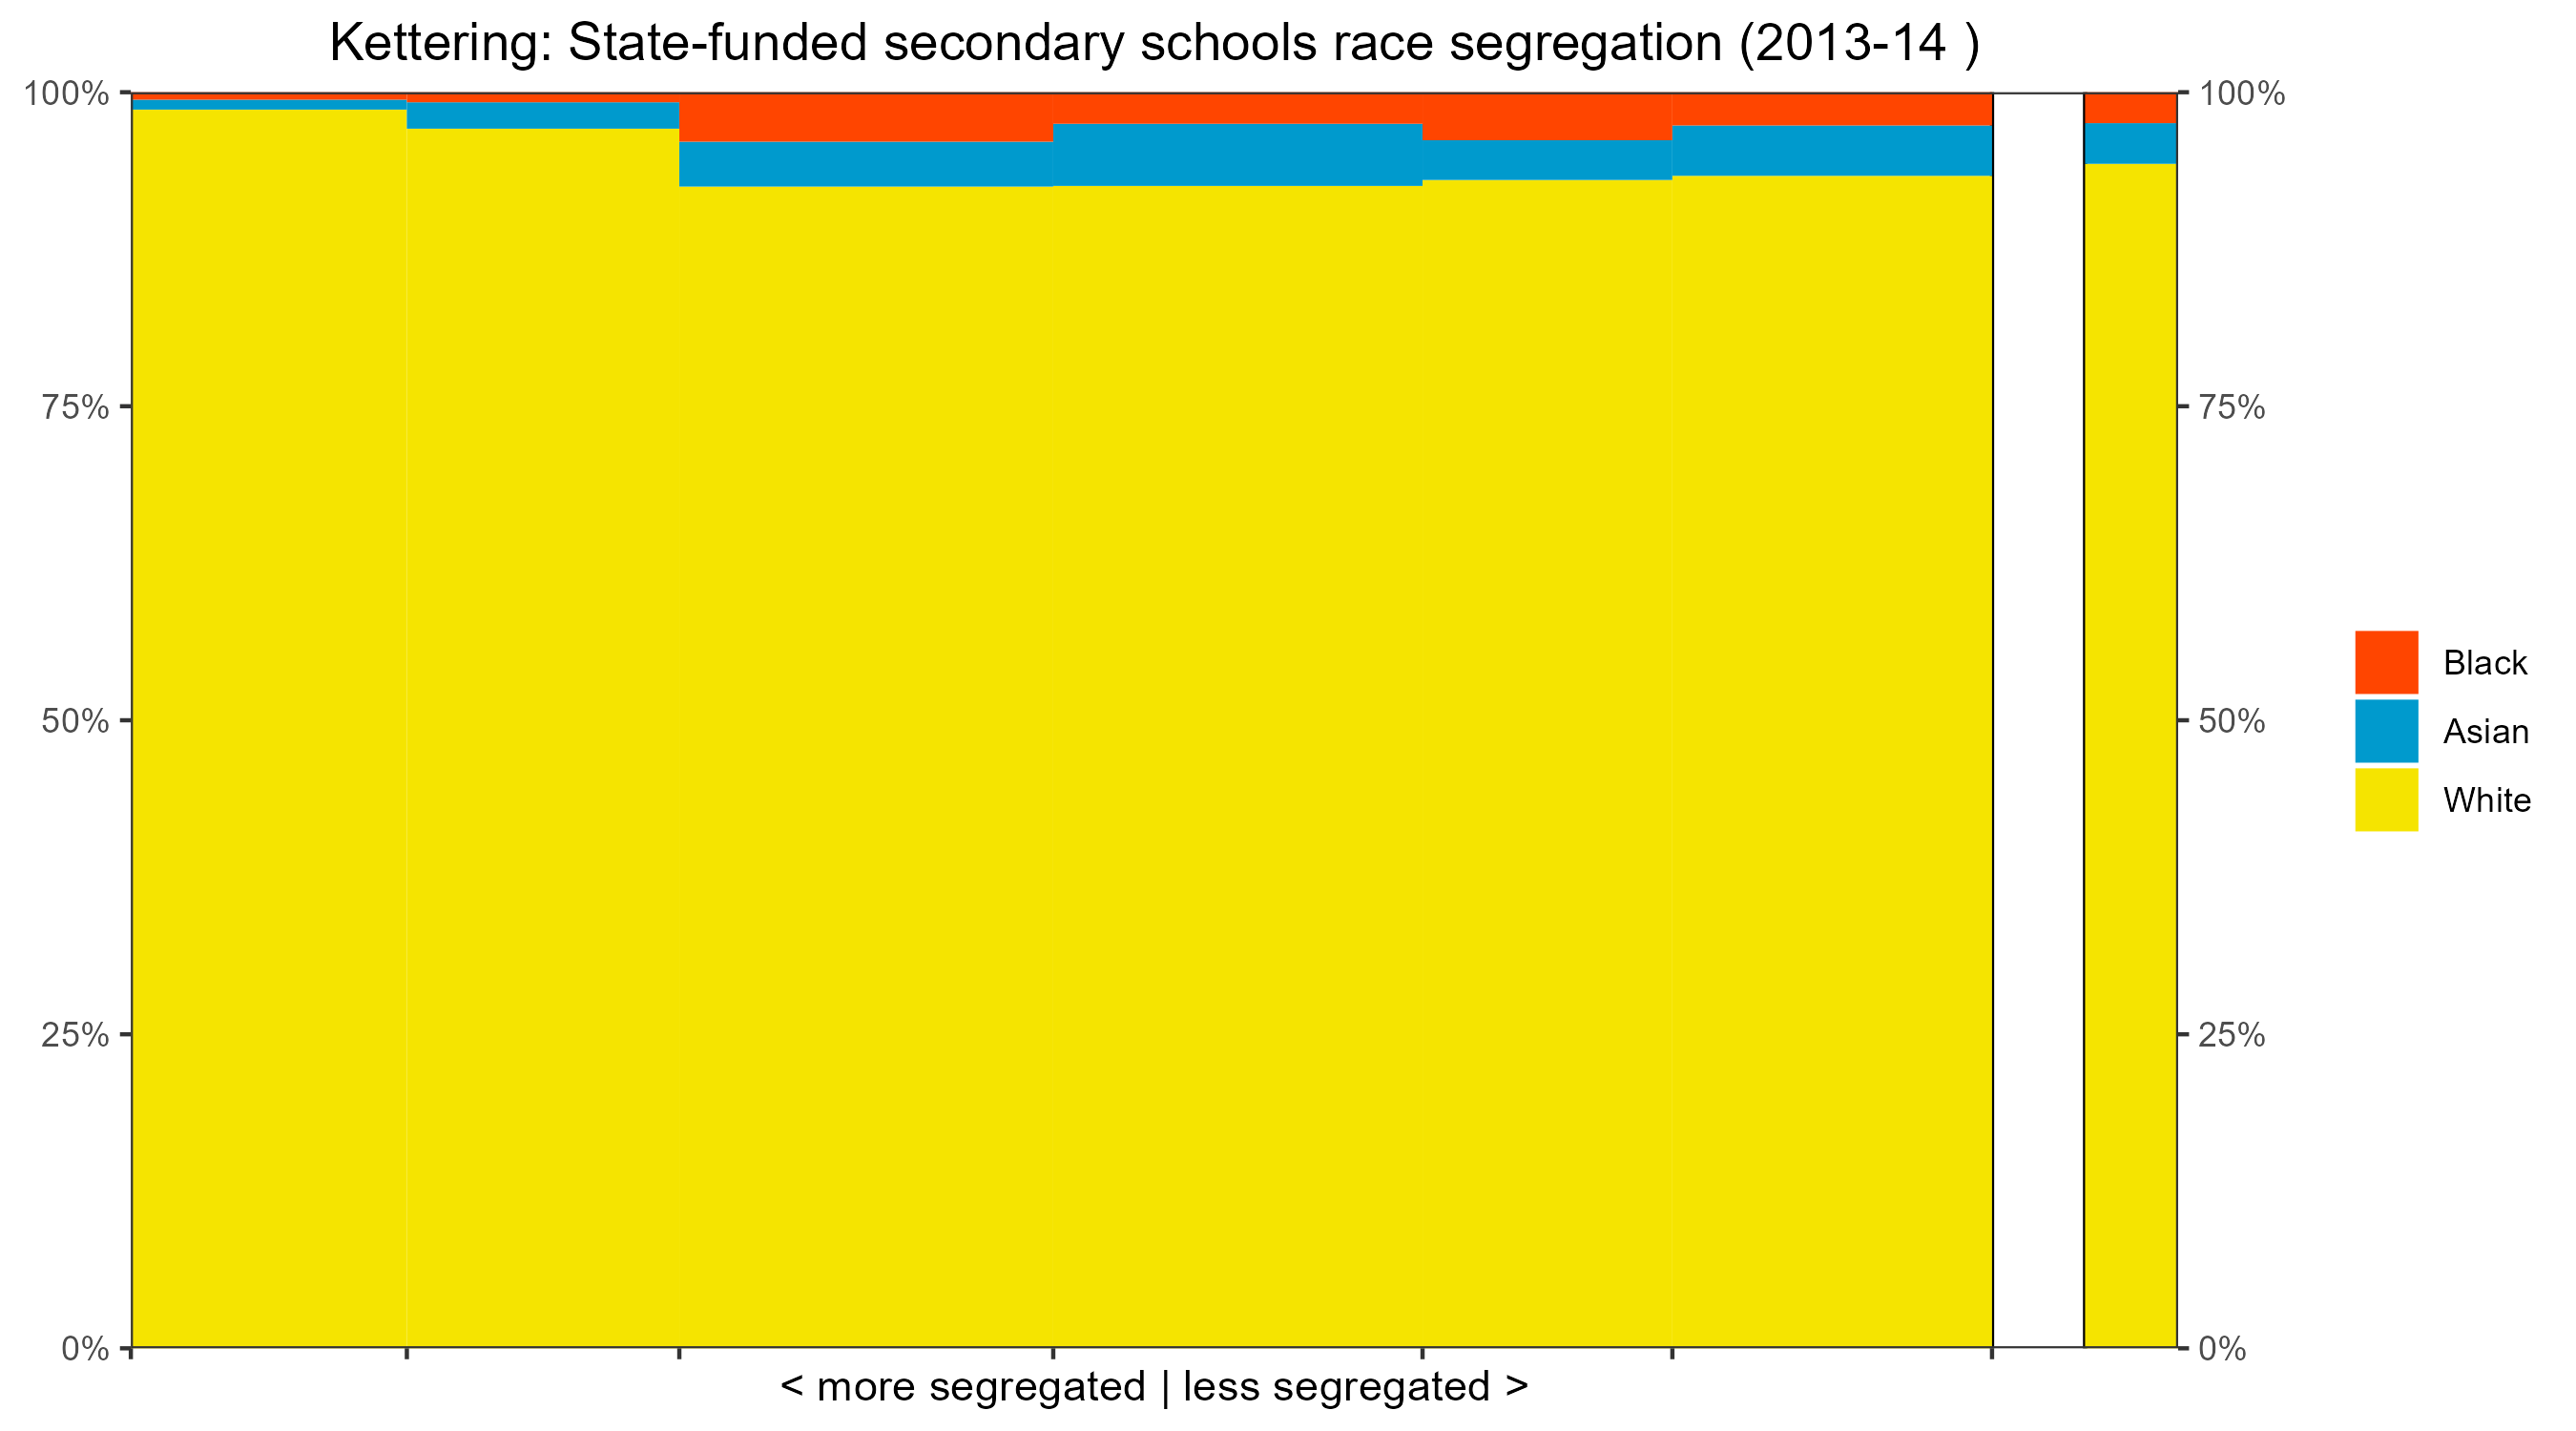 Kettering: State-funded secondary schools race segregation (2013-14 )
100%
75%
50%
25%
0%
100%
75%
50%
25%
0%
Black
Asian
White
< more segregated | less segregated >